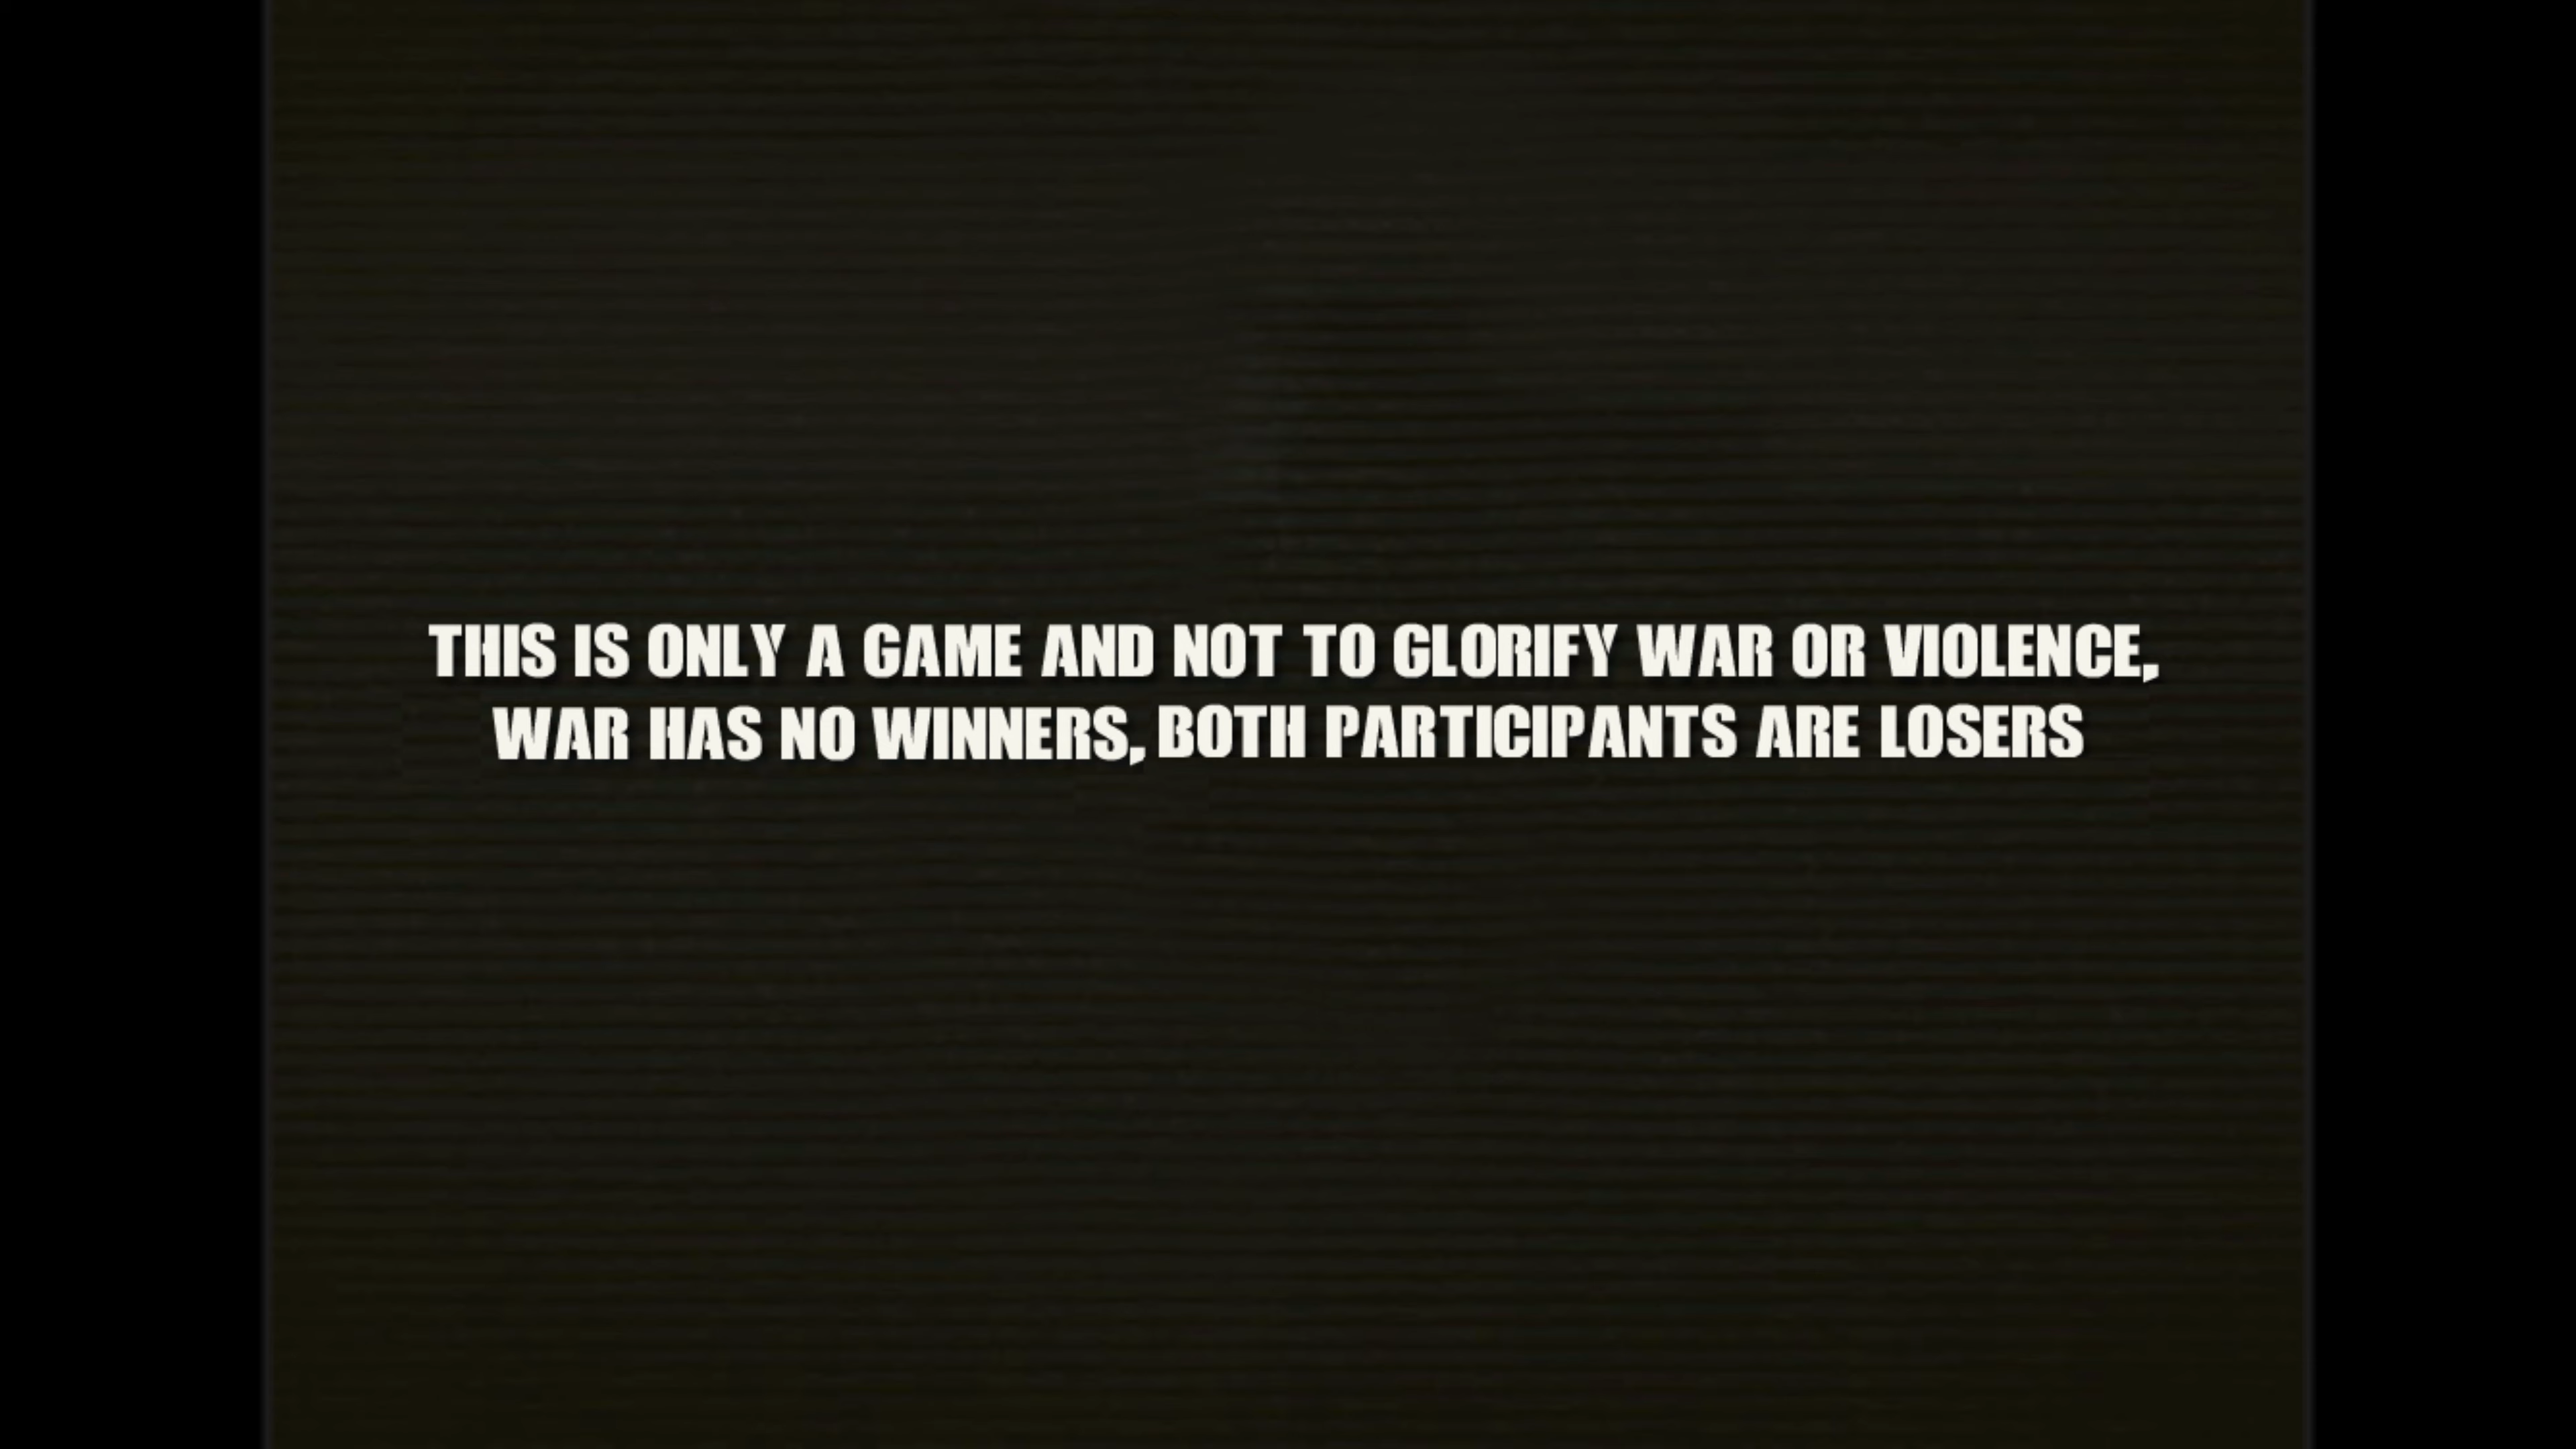 THIS IS ONLY A GAME AND NOT TO GLORIFY WAR OR VIOLENCE,
WAR HAS NO WINNERS, BOTH PARTICIPANTS ARE LOSERS